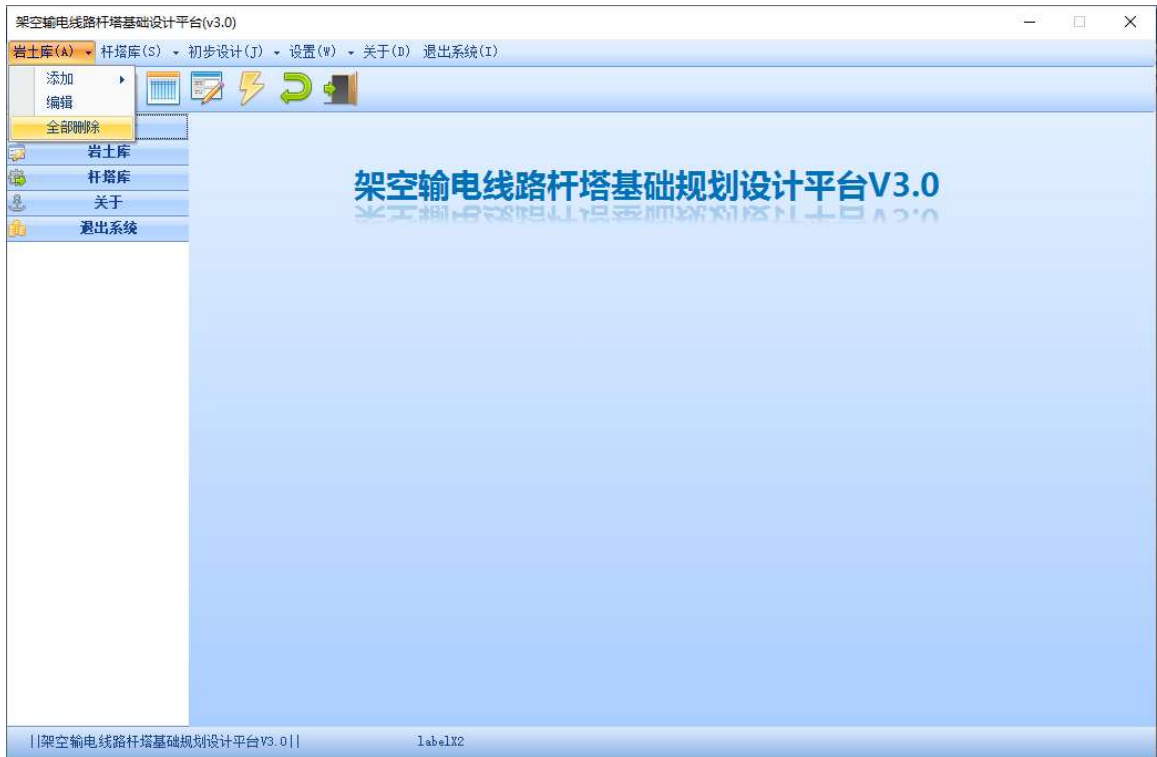 架空输电线路杆塔基础设计平台(v3.0)
岩土库(A) 杆塔库(S) 初步设计(J) 设置(W) 关于(D) 退出系统(I)
添加
编辑
全部删除
岩土库
杆塔库
关于
退出系统
架空输电线路杆塔基础规划设计平台V3.0
||架空输电线路杆塔基础规划设计平台V3.0|| labelX2